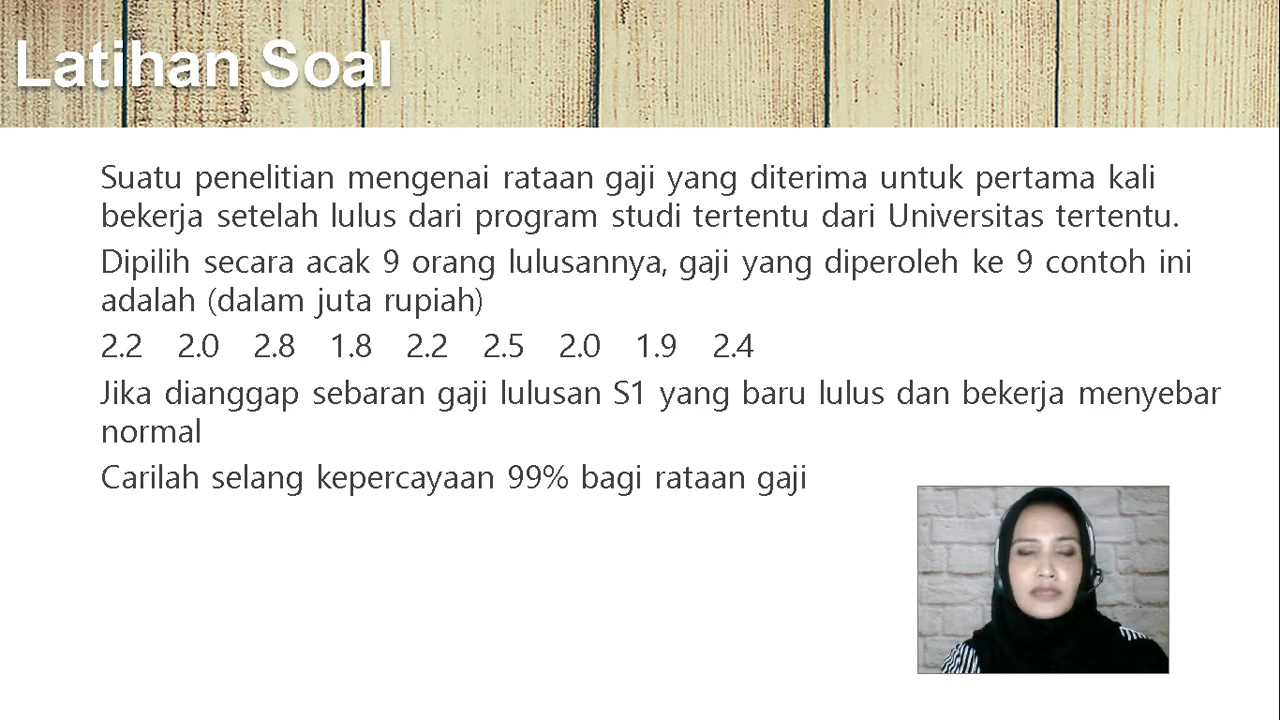 Latihan Soal
Suatu penelitian mengenai rataan gaji yang diterima untuk pertama kali
bekerja setelah lulus dari program studi tertentu dari Universitas tertentu.
Dipilih secara acak 9 orang lulusannya, gaji yang diperoleh ke 9 contoh ini
adalah (dalam juta rupiah)
2.2 2.0 2.8 1.8 2.2 2.5 2.0 1.9 2.4
Jika dianggap sebaran gaji lulusan S1 yang baru lulus dan bekerja menyebar
normal
Carilah selang kepercayaan 99% bagi rataan gaji